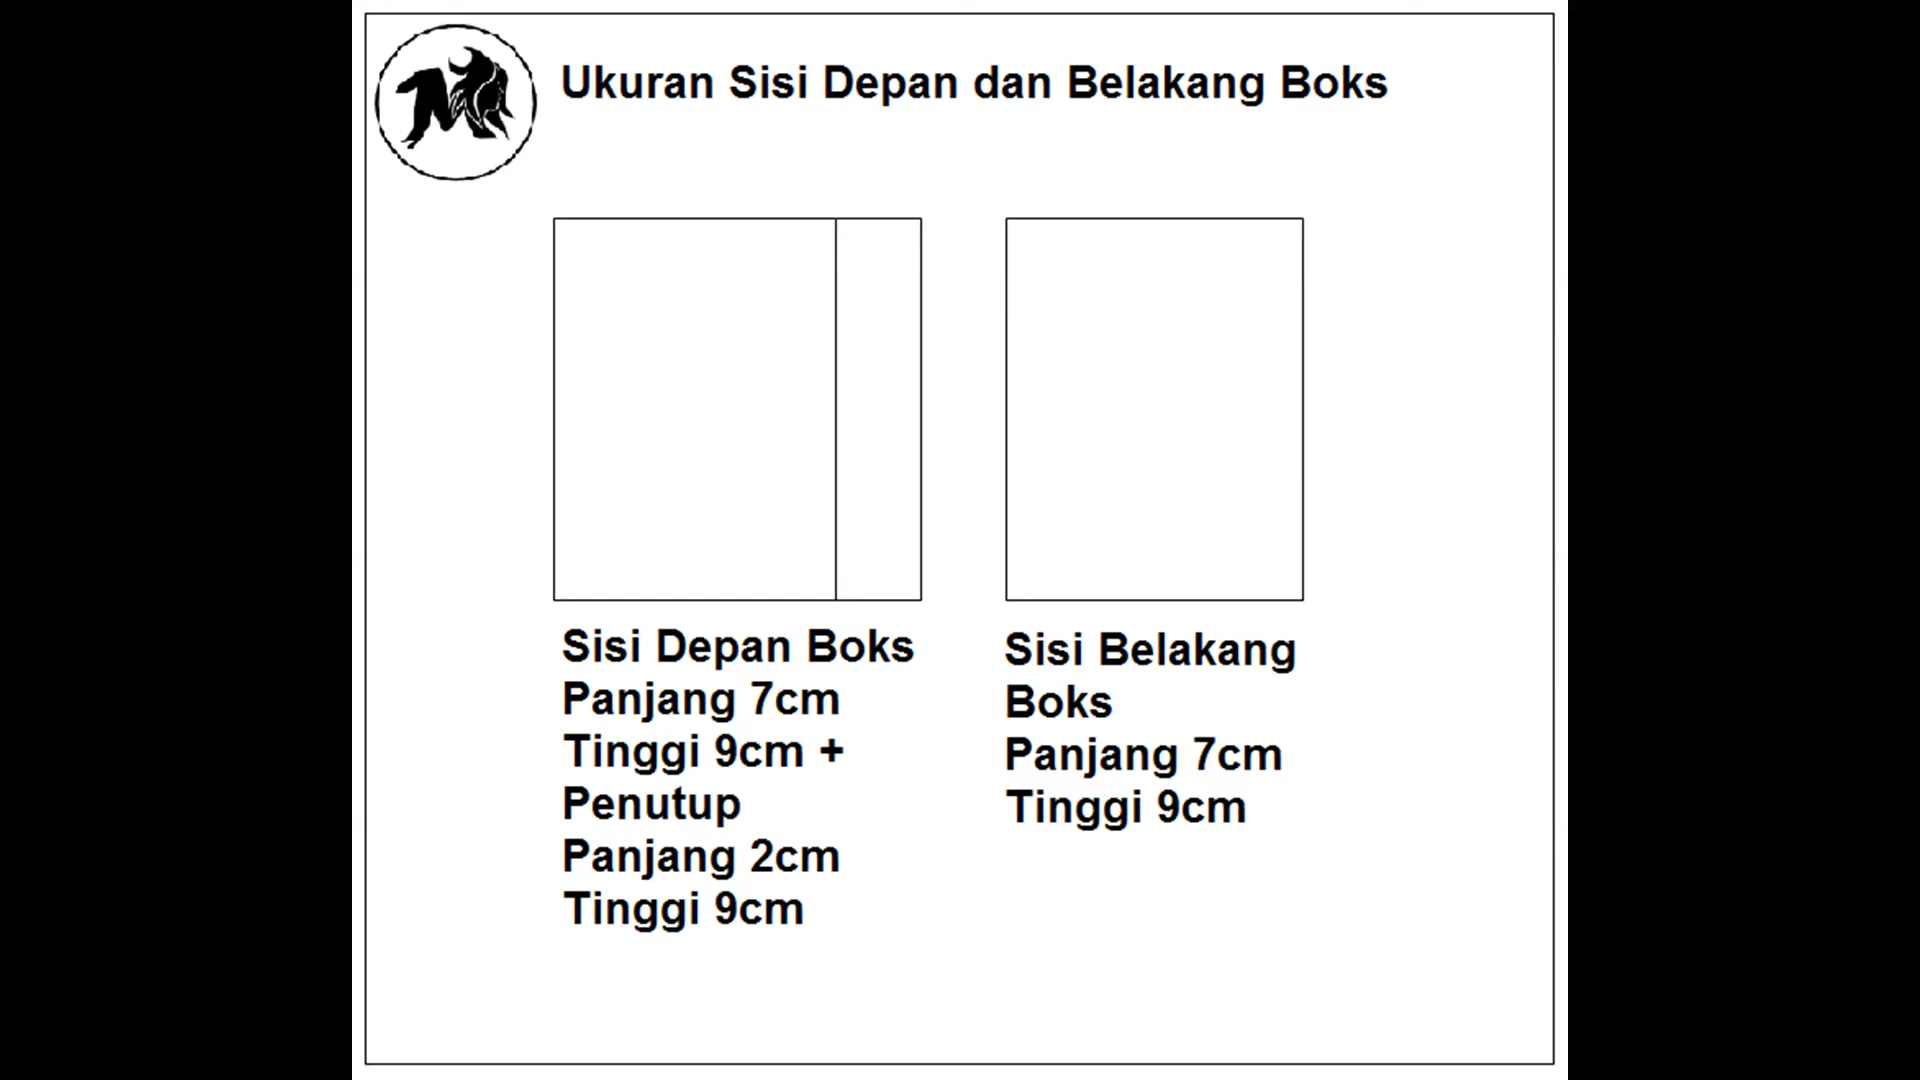 Ukuran Sisi Depan dan Belakang Boks
Sisi Depan Boks
Panjang 7cm
Tinggi 9cm +
Penutup
Panjang 2cm
Tinggi 9cm
Sisi Belakang
Boks
Panjang 7cm
Tinggi 9cm